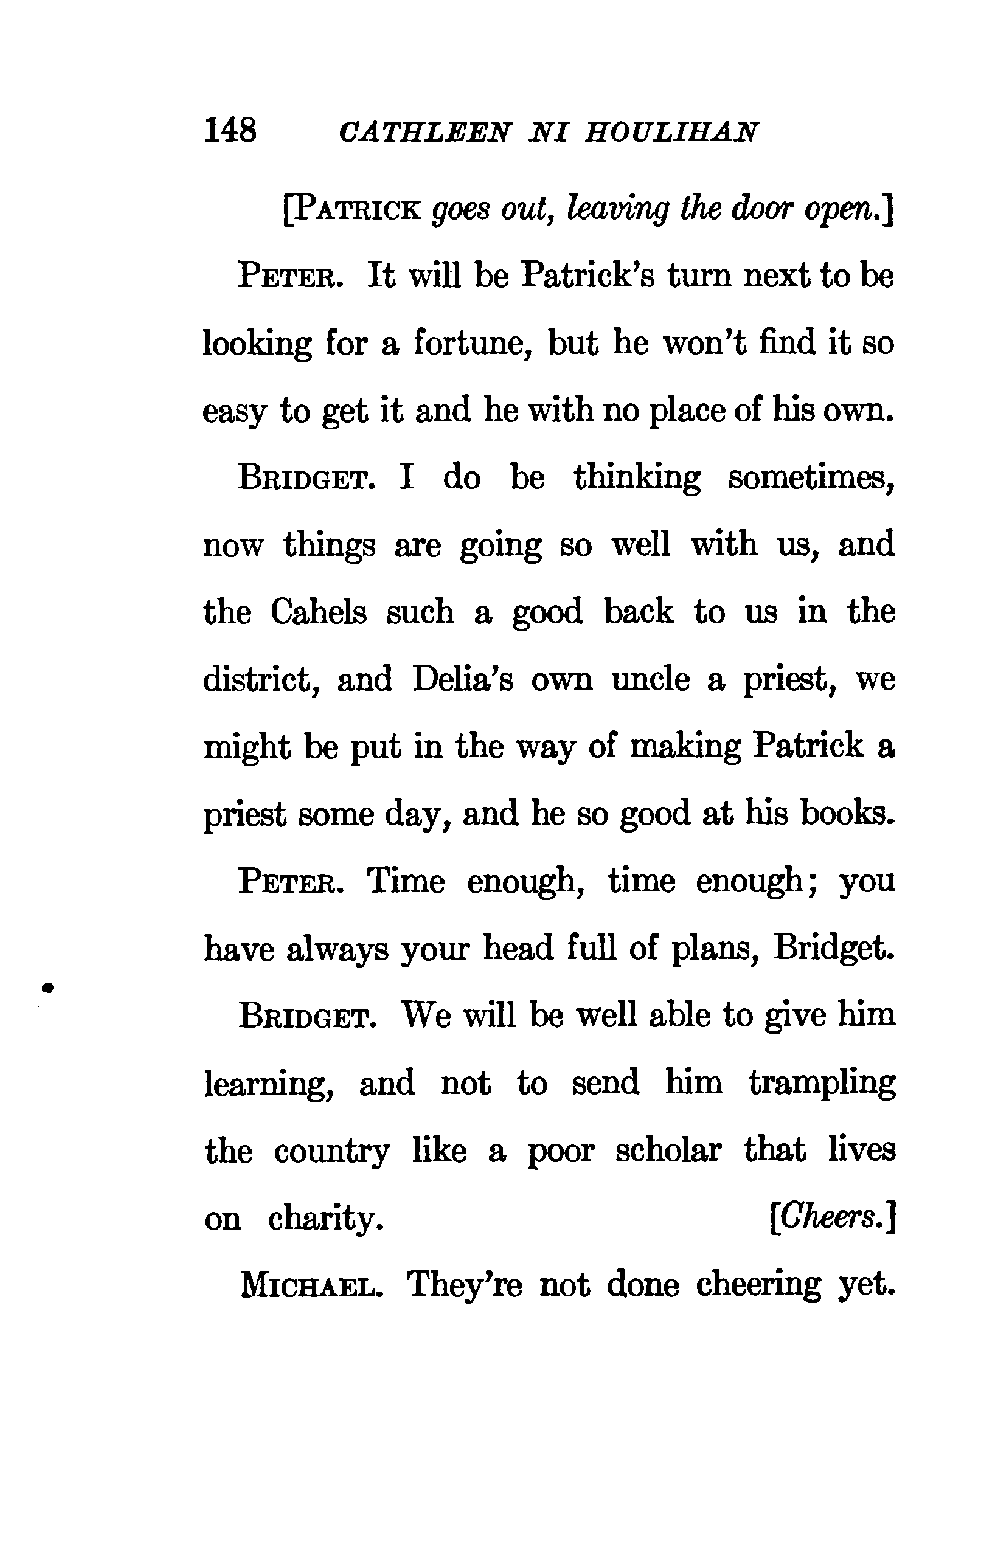 148 CATHLEEN NI HOULIHAN
[PATRICK goes out, leaving the door open.]
PETER. It will be Patrick's turn next to be
looking for a fortune, but he won't find it so
easy to get it and he with no place of his own.
BRIDGET. I do be thinking sometimes,
now things are going so well with us, and
the Cahels such a good back to us in the
district, and Delia's own uncle a priest, we
might be put in the way of making Patrick a
priest some day, and he so good at his books.
PETER. Time enough, time enough; you
have always your head full of plans, Bridget.
BRIDGET. We will be well able to give him
learning, and not to send him trampling
the country like a poor scholar that lives
on charity. [Cheers.]
MICHAEL. They're not done cheering yet.